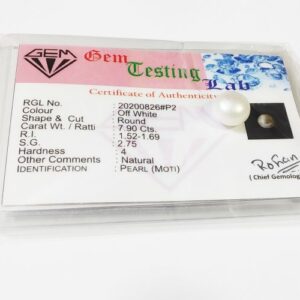 GEM
Gem
Testing
Lab
Certificate of Authenticity
RGL No. : 20200826#P2
Colour : Off White
Shape & Cut : Round
Carat Wt. / Ratti : 7.90 Cts.
R.I. : 1.52-1.69
S.G. : 2.75
Hardness : 4
Other Comments : Natural
IDENTIFICATION : PEARL (MOTI)
Rohan
(Chief Gemolog